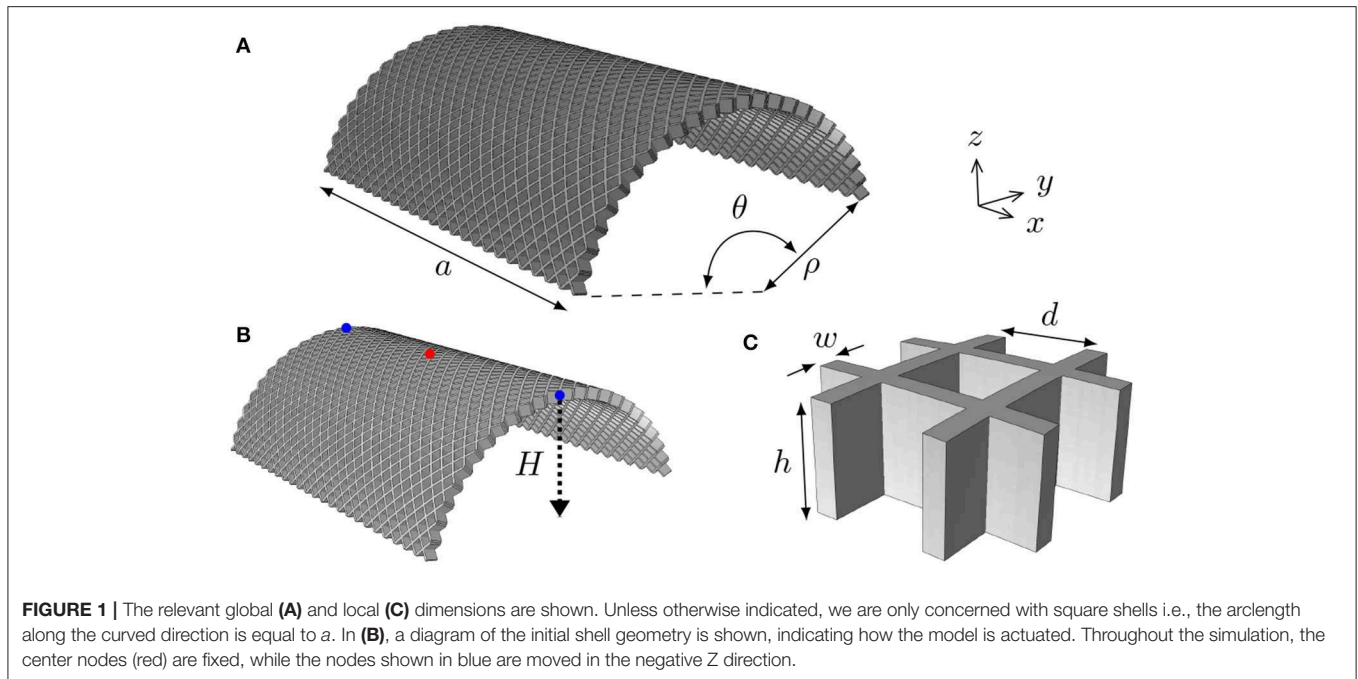 A
z
y
x
θ
a
ρ
B
H
C
w
d
h
FIGURE 1 | The relevant global (A) and local (C) dimensions are shown. Unless otherwise indicated, we are only concerned with square shells i.e., the arclength
along the curved direction is equal to a. In (B), a diagram of the initial shell geometry is shown, indicating how the model is actuated. Throughout the simulation, the
center nodes (red) are fixed, while the nodes shown in blue are moved in the negative Z direction.